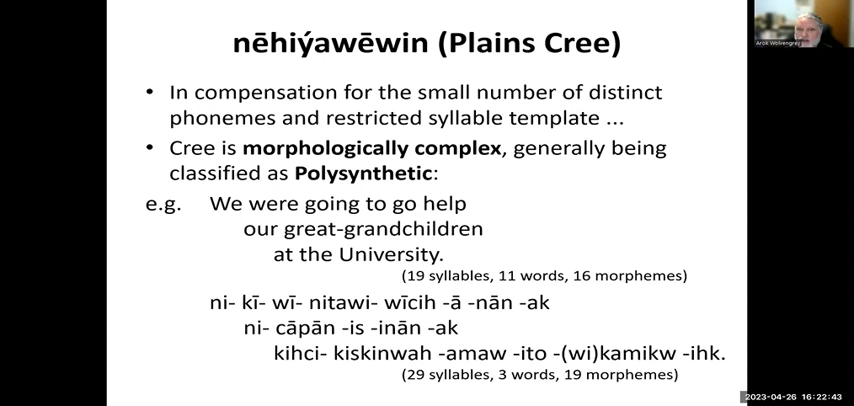 nēhiýawēwin (Plains Cree)
Arok Wolvengrey
• In compensation for the small number of distinct
phonemes and restricted syllable template ...
• Cree is morphologically complex, generally being
classified as Polysynthetic:
e.g. We were going to go help
our great-grandchildren
at the University.
(19 syllables, 11 words, 16 morphemes)
ni- kī- wī- nitawi- wīcih -ā -nān -ak
ni- cāpān -is -inān -ak
kihci- kiskinwah -amaw -ito -(wi)kamikw -ihk.
(29 syllables, 3 words, 19 morphemes)
2023-04-26 16:22:43